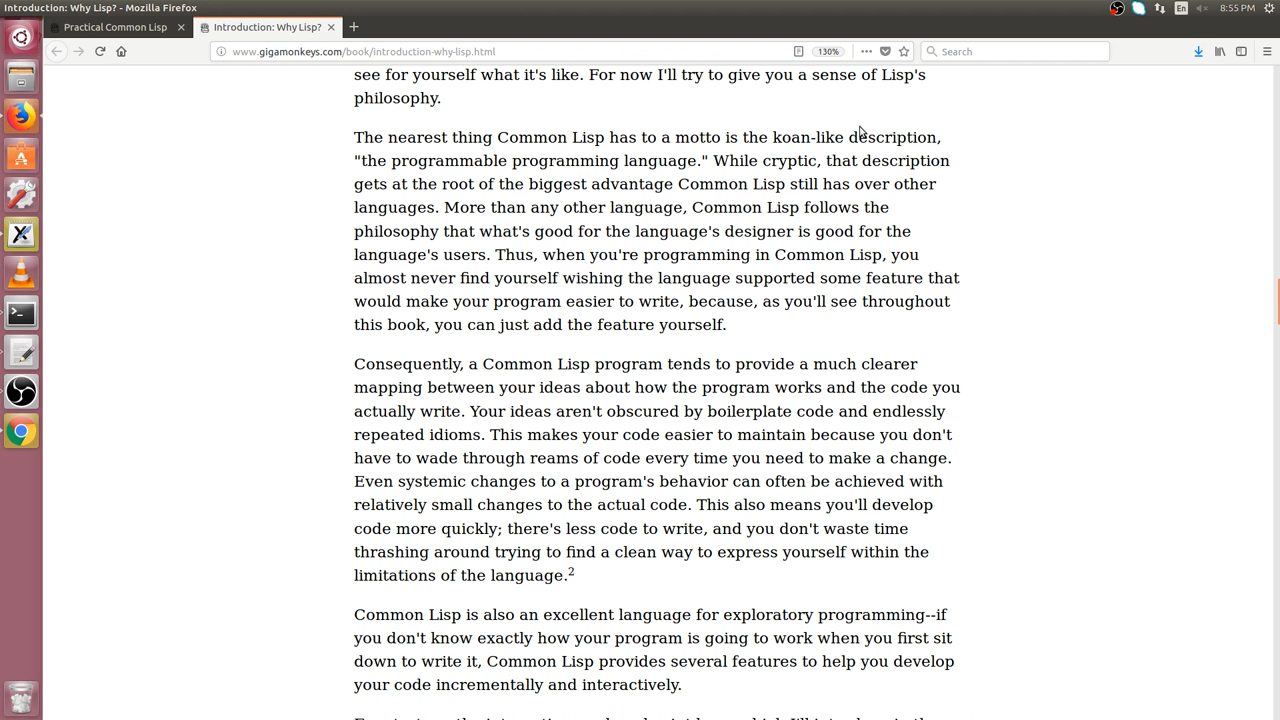 Introduction: Why Lisp? - Mozilla Firefox
En
8:55 PM
Practical Common Lisp
Introduction: Why Lisp?
www.gigamonkeys.com/book/introduction-why-lisp.html
130%
Search
see for yourself what it's like. For now I'll try to give you a sense of Lisp's
philosophy.
The nearest thing Common Lisp has to a motto is the koan-like description,
"the programmable programming language." While cryptic, that description
gets at the root of the biggest advantage Common Lisp still has over other
languages. More than any other language, Common Lisp follows the
philosophy that what's good for the language's designer is good for the
language's users. Thus, when you're programming in Common Lisp, you
almost never find yourself wishing the language supported some feature that
would make your program easier to write, because, as you'll see throughout
this book, you can just add the feature yourself.
Consequently, a Common Lisp program tends to provide a much clearer
mapping between your ideas about how the program works and the code you
actually write. Your ideas aren't obscured by boilerplate code and endlessly
repeated idioms. This makes your code easier to maintain because you don't
have to wade through reams of code every time you need to make a change.
Even systemic changes to a program's behavior can often be achieved with
relatively small changes to the actual code. This also means you'll develop
code more quickly; there's less code to write, and you don't waste time
thrashing around trying to find a clean way to express yourself within the
limitations of the language.2
Common Lisp is also an excellent language for exploratory programming--if
you don't know exactly how your program is going to work when you first sit
down to write it, Common Lisp provides several features to help you develop
your code incrementally and interactively.